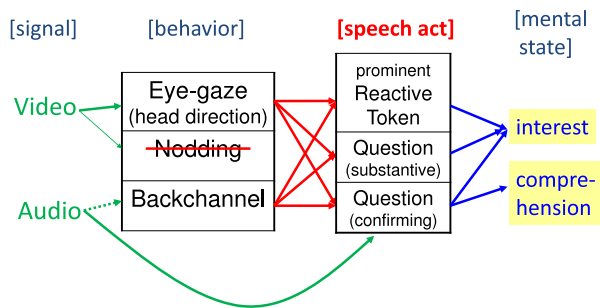 [signal] [behavior] [speech act] [mental
state]
Video
Audio
Eye-gaze
(head direction)
Nodding
Backchannel
prominent
Reactive
Token
Question
(substantive)
Question
(confirming)
interest
compre-
hension